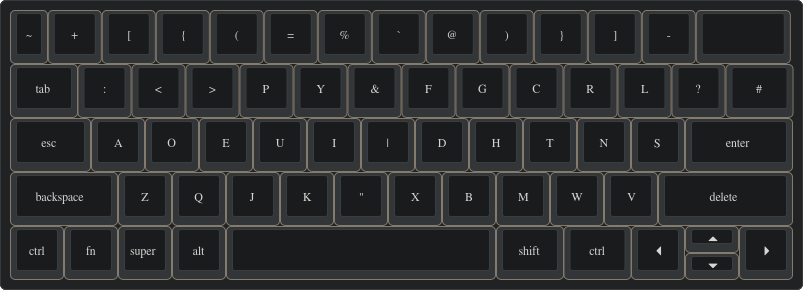 ~ + [ { ( = % ` @ ) } ] -
tab : < > P Y & F G C R L ? #
esc A O E U I | D H T N S enter
backspace Z Q J K " X B M W V delete
ctrl fn super alt shift ctrl